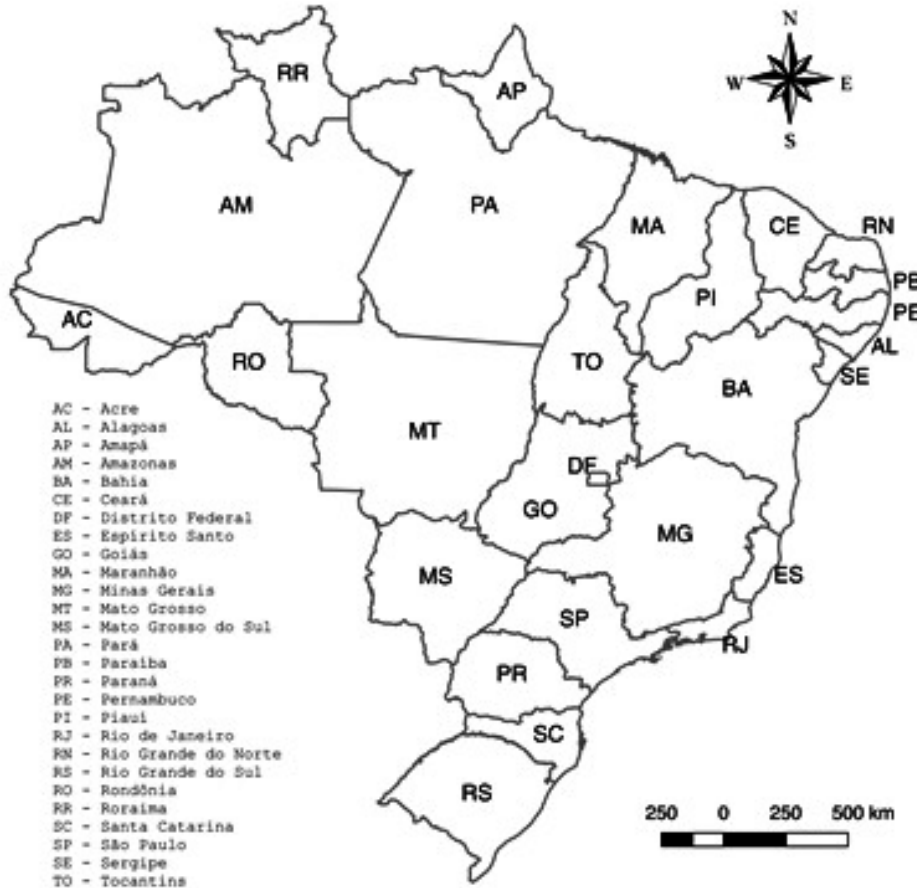 N
RR
AP
W E
S
AM
PA
MA
CE
RN
PB
PI
PE
AC
RO
TO
AL
SE
BA
MT
DF
GO
MG
MS
ES
SP
RJ
PR
SC
RS
AC - Acre
AL - Alagoas
AP - Amapá
AM - Amazonas
BA - Bahia
CE - Ceará
DF - Distrito Federal
ES - Espírito Santo
GO - Goiás
MA - Maranhão
MG - Minas Gerais
MT - Mato Grosso
MS - Mato Grosso do Sul
PA - Pará
PB - Paraíba
PR - Paraná
PE - Pernambuco
PI - Piauí
RJ - Rio de Janeiro
RN - Rio Grande do Norte
RS - Rio Grande do Sul
RO - Rondônia
RR - Roraima
SC - Santa Catarina
SP - São Paulo
SE - Sergipe
TO - Tocantins
250 0 250 500 km